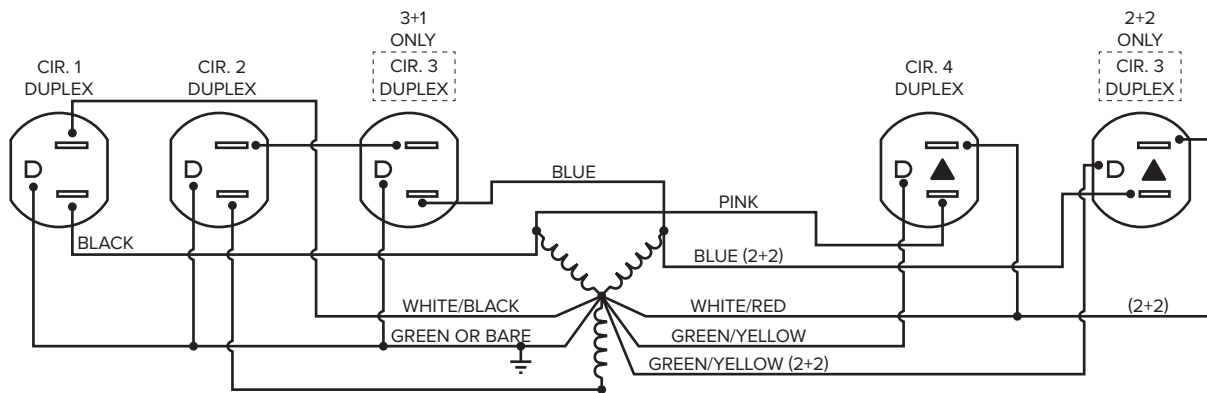 3+1
ONLY
2+2
ONLY
CIR. 1
DUPLEX
CIR. 2
DUPLEX
CIR. 3
DUPLEX
CIR. 4
DUPLEX
CIR. 3
DUPLEX
BLUE
PINK
BLACK
BLUE (2+2)
WHITE/BLACK
WHITE/RED
(2+2)
GREEN OR BARE
GREEN/YELLOW
GREEN/YELLOW (2+2)